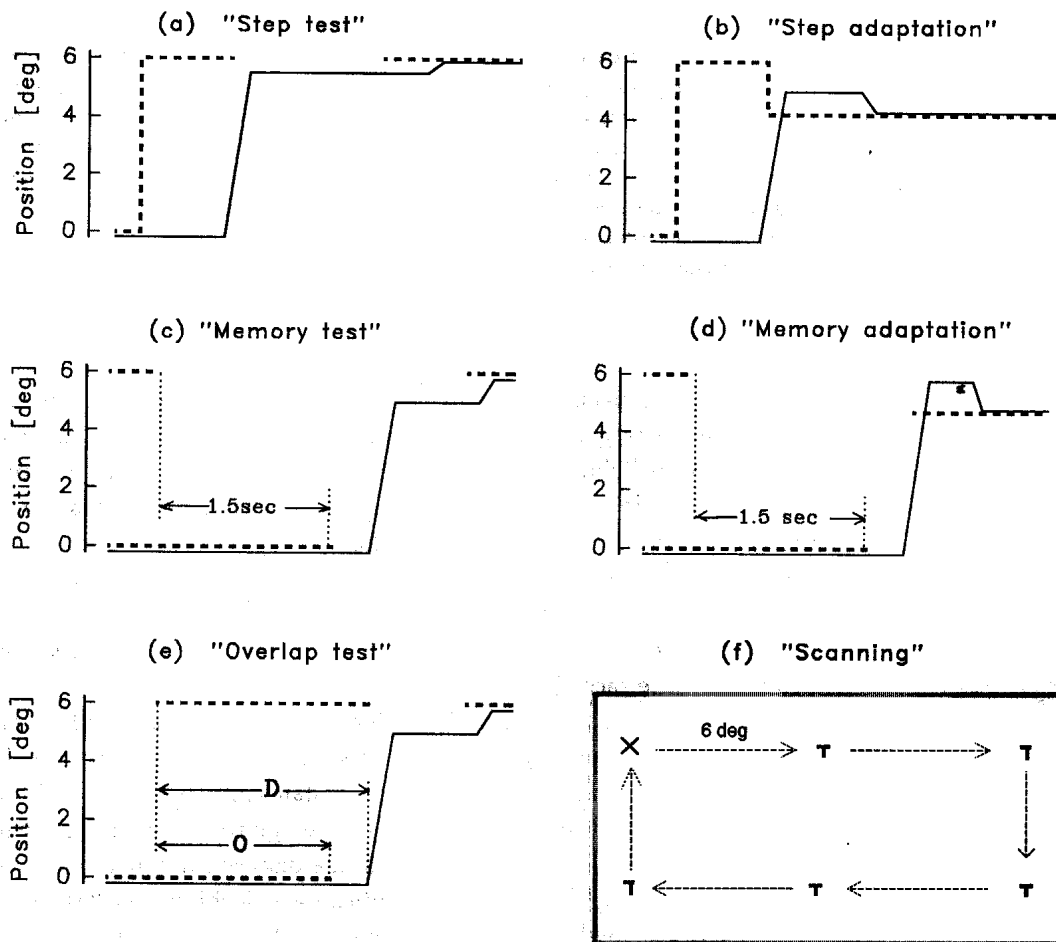 (a) "Step test"
Position [deg]
6
4
2
0
(b) "Step adaptation"
6
4
2
0
(c) "Memory test"
Position [deg]
6
4
2
0
1.5sec
(d) "Memory adaptation"
6
4
2
0
1.5 sec
(e) "Overlap test"
Position [deg]
6
4
2
0
D
O
(f) "Scanning"
X 6 deg T T
T T T